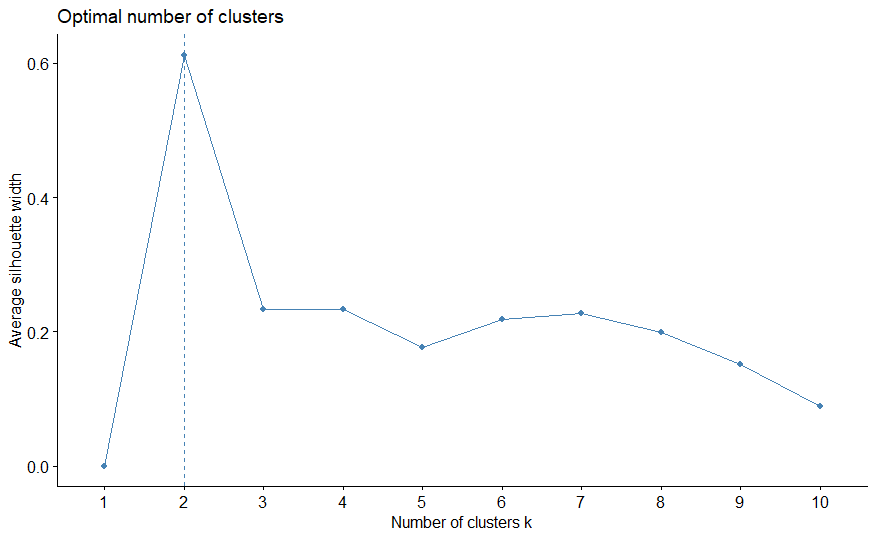 Optimal number of clusters
0.6
0.4
0.2
0.0
Average silhouette width
1 2 3 4 5 6 7 8 9 10
Number of clusters k